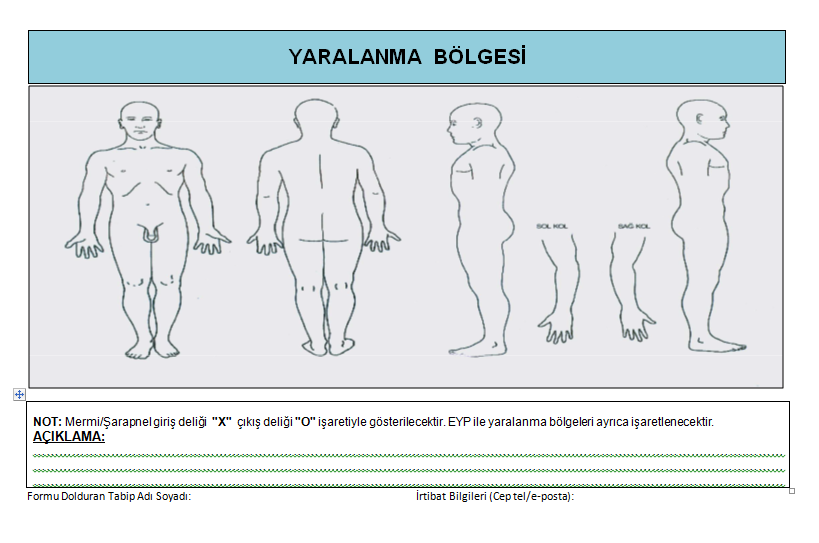 YARALANMA BÖLGESİ
SOL KOL
SAĞ KOL
NOT: Mermi/Şarapnel giriş deliği "X" çıkış deliği "O" işaretiyle gösterilecektir. EYP ile yaralanma bölgeleri ayrıca işaretlenecektir.
AÇIKLAMA:
Formu Dolduran Tabip Adı Soyadı:
İrtibat Bilgileri (Cep tel/e-posta):